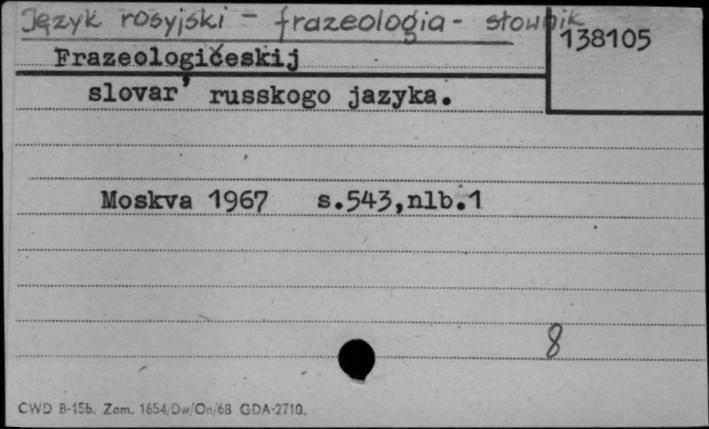 Język rosyjski - frazeologia - słownik
138105
Frazeologićeskij
slovar' russkogo jazyka.
Moskva 1967 s.543,nlb.1
8
CWD B-15b. Zam. 1654/Dw/On/68 GDA-2710.